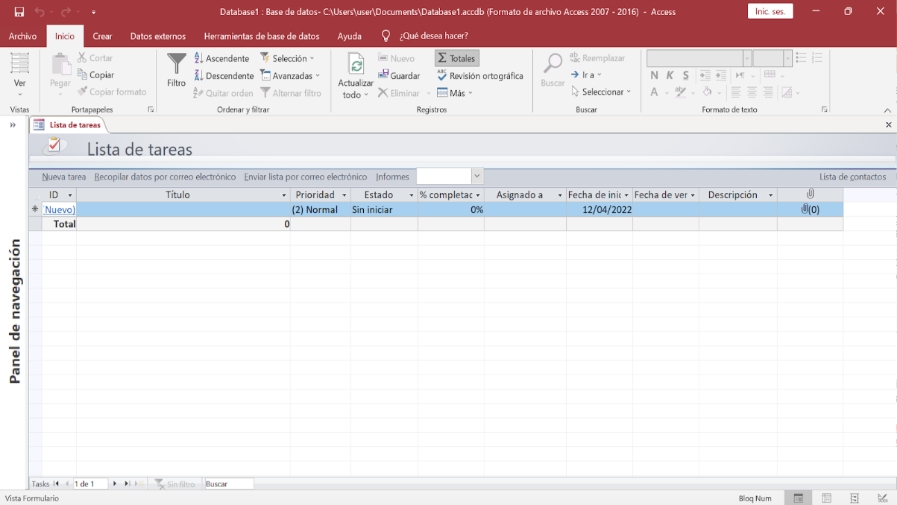 Database1 : Base de datos- C:\Users\user\Documents\Database1.accdb (Formato de archivo Access 2007 - 2016) - Access
Inic. ses.
Archivo Inicio Crear Datos externos Herramientas de base de datos Ayuda ¿Qué desea hacer?
Ver
Vistas
Pegar
Cortar
Copiar
Copiar formato
Portapapeles
Filtro
Ascendente
Descendente
Quitar orden
Selección
Avanzadas
Alternar filtro
Ordenar y filtrar
Actualizar
todo
Nuevo
Guardar
Eliminar
Totales
Revisión ortográfica
Más
Registros
Buscar
Reemplazar
Ir a
Seleccionar
Buscar
N K S
A
Formato de texto
Lista de tareas
Lista de tareas
Nueva tarea Recopilar datos por correo electrónico Enviar lista por correo electrónico Informes Lista de contactos
ID Título Prioridad Estado % completac Asignado a Fecha de inic Fecha de ver Descripción
Nuevo) (2) Normal Sin iniciar 0% 12/04/2022 (0)
Total 0
Panel de navegación
Tasks 1 de 1 Sin filtro Buscar
Vista Formulario Bloq Num